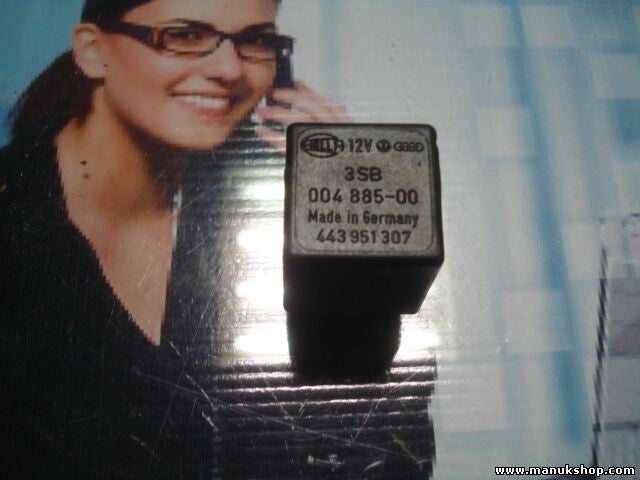 HELLA 12V
3SB
004 885-00
Made in Germany
443 951 307
www.manukshop.com